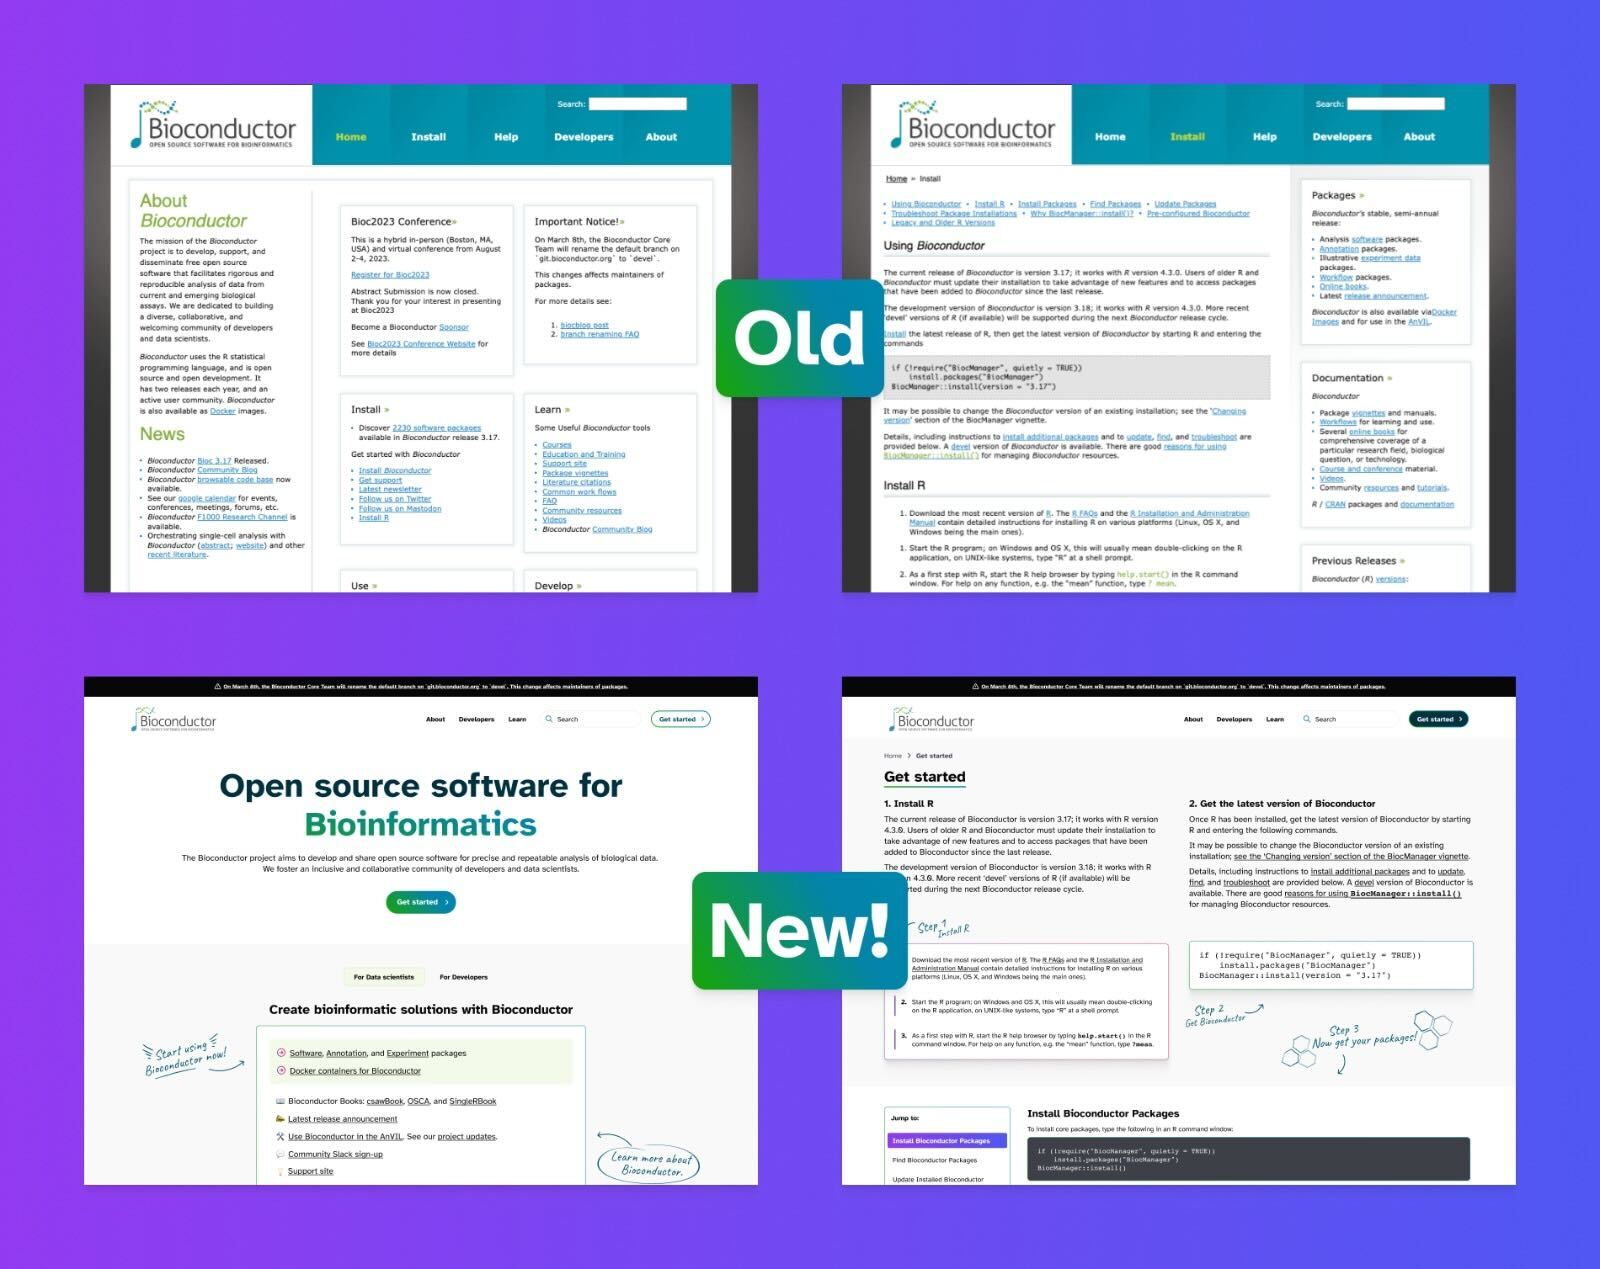 Bioconductor
OPEN SOURCE SOFTWARE FOR BIOINFORMATICS
Search:
Home
Install
Help
Developers
About
About
Bioconductor
The mission of the Bioconductor
project is to develop, support, and
disseminate free open source
software that facilitates rigorous and
reproducible analysis of data from
current and emerging biological
assays. We are dedicated to building
a diverse, collaborative, and
welcoming community of developers
and data scientists.
Bioconductor uses the R statistical
programming language, and is open
source and open development. It
has two releases each year, and an
active user community. Bioconductor
is also available as Docker images.
News
• Bioconductor Bioc 3.17 Released.
• Bioconductor Community Blog
• Bioconductor browsable code base now
available.
• See our google calendar for events,
conferences, meetings, forums, etc.
• Bioconductor F1000 Research Channel is
available.
• Orchestrating single-cell analysis with
Bioconductor (abstract; website) and other
recent literature.
Bioc2023 Conference»
This is a hybrid in-person (Boston, MA,
USA) and virtual conference from August
2-4, 2023.
Register for Bioc2023
Abstract Submission is now closed.
Thank you for your interest in presenting
at Bioc2023
Become a Bioconductor Sponsor
See Bioc2023 Conference Website for
more details
Important Notice!»
On March 8th, the Bioconductor Core
Team will rename the default branch on
`git.bioconductor.org` to `devel`.
This changes affects maintainers of
packages.
For more details see:
1. biocblog post
2. branch renaming FAQ
Install »
• Discover 2230 software packages
available in Bioconductor release 3.17.
Get started with Bioconductor
• Install Bioconductor
• Get support
• Latest newsletter
• Follow us on Twitter
• Follow us on Mastodon
• Install R
Learn »
Some Useful Bioconductor tools
• Courses
• Education and Training
• Support site
• Package vignettes
• Literature citations
• Common work flows
• FAQ
• Community resources
• Videos
• Bioconductor Community Blog
Use »
Develop »
Old
Bioconductor
OPEN SOURCE SOFTWARE FOR BIOINFORMATICS
Search:
Home
Install
Help
Developers
About
Home » Install
• Using Bioconductor • Install R • Install Packages • Find Packages • Update Packages
• Troubleshoot Package Installations • Why BiocManager::install()? • Pre-configured Bioconductor
• Legacy and Older R Versions
Using Bioconductor
The current release of Bioconductor is version 3.17; it works with R version 4.3.0. Users of older R and
Bioconductor must update their installation to take advantage of new features and to access packages
that have been added to Bioconductor since the last release.
The development version of Bioconductor is version 3.18; it works with R version 4.3.0. More recent
'devel' versions of R (if available) will be supported during the next Bioconductor release cycle.
Install the latest release of R, then get the latest version of Bioconductor by starting R and entering the
commands
if (!require("BiocManager", quietly = TRUE))
install.packages("BiocManager")
BiocManager::install(version = "3.17")
It may be possible to change the Bioconductor version of an existing installation; see the 'Changing
version' section of the BiocManager vignette.
Details, including instructions to install additional packages and to update, find, and troubleshoot are
provided below. A devel version of Bioconductor is available. There are good reasons for using
BiocManager::install() for managing Bioconductor resources.
Install R
1. Download the most recent version of R. The R FAQs and the R Installation and Administration
Manual contain detailed instructions for installing R on various platforms (Linux, OS X, and
Windows being the main ones).
1. Start the R program; on Windows and OS X, this will usually mean double-clicking on the R
application, on UNIX-like systems, type "R" at a shell prompt.
2. As a first step with R, start the R help browser by typing help.start() in the R command
window. For help on any function, e.g. the "mean" function, type ? mean.
Packages »
Bioconductor's stable, semi-annual
release:
• Analysis software packages.
• Annotation packages.
• Illustrative experiment data
packages.
• Workflow packages.
• Online books.
• Latest release announcement.
Bioconductor is also available viaDocker
Images and for use in the AnVIL.
Documentation »
Bioconductor
• Package vignettes and manuals.
• Workflows for learning and use.
• Several online books for
comprehensive coverage of a
particular research field, biological
question, or technology.
• Course and conference material.
• Videos.
• Community resources and tutorials.
R / CRAN packages and documentation
Previous Releases »
Bioconductor (R) versions:
On March 8th, the Bioconductor Core Team will rename the default branch on `git.bioconductor.org` to `devel`. This change affects maintainers of packages.
Bioconductor
OPEN SOURCE SOFTWARE FOR BIOINFORMATICS
About
Developers
Learn
Search
Get started
Open source software for
Bioinformatics
The Bioconductor project aims to develop and share open source software for precise and repeatable analysis of biological data.
We foster an inclusive and collaborative community of developers and data scientists.
Get started
For Data scientists
For Developers
Create bioinformatic solutions with Bioconductor
Start using
Bioconductor now!
Software, Annotation, and Experiment packages
Docker containers for Bioconductor
Bioconductor Books: csawBook, OSCA, and SingleRBook
Latest release announcement
Use Bioconductor in the AnVIL. See our project updates.
Community Slack sign-up
Support site
Learn more about
Bioconductor.
New!
On March 8th, the Bioconductor Core Team will rename the default branch on `git.bioconductor.org` to `devel`. This change affects maintainers of packages.
Bioconductor
OPEN SOURCE SOFTWARE FOR BIOINFORMATICS
About
Developers
Learn
Search
Get started
Home > Get started
Get started
1. Install R
The current release of Bioconductor is version 3.17; it works with R version
4.3.0. Users of older R and Bioconductor must update their installation to
take advantage of new features and to access packages that have been
added to Bioconductor since the last release.
The development version of Bioconductor is version 3.18; it works with R
4.3.0. More recent 'devel' versions of R (if available) will be
during the next Bioconductor release cycle.
Step 1
Install R
Download the most recent version of R. The R FAQs and the R Installation and
Administration Manual contain detailed instructions for installing R on various
platforms (Linux, OS X, and Windows being the main ones).
2. Start the R program; on Windows and OS X, this will usually mean double-clicking
on the R application, on UNIX-like systems, type "R" at a shell prompt.
3. As a first step with R, start the R help browser by typing help.start() in the R
command window. For help on any function, e.g. the "mean" function, type ?mean.
2. Get the latest version of Bioconductor
Once R has been installed, get the latest version of Bioconductor by starting
R and entering the following commands.
It may be possible to change the Bioconductor version of an existing
installation; see the 'Changing version' section of the BiocManager vignette.
Details, including instructions to install additional packages and to update,
find, and troubleshoot are provided below. A devel version of Bioconductor is
available. There are good reasons for using BiocManager::install()
for managing Bioconductor resources.
if (!require("BiocManager", quietly = TRUE))
install.packages("BiocManager")
BiocManager::install(version = "3.17")
Step 2
Get Bioconductor
Step 3
Now get your packages!
Jump to:
Install Bioconductor Packages
Find Bioconductor Packages
Update Installed Bioconductor
Install Bioconductor Packages
To install core packages, type the following in an R command window:
if (!require("BiocManager", quietly = TRUE))
install.packages("BiocManager")
BiocManager::install()